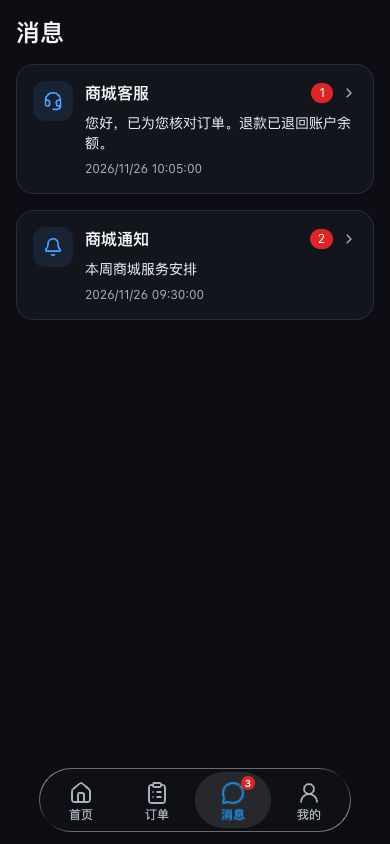 消息
商城客服
1
您好，已为您核对订单。退款已退回账户余
额。
2026/11/26 10:05:00
商城通知
2
本周商城服务安排
2026/11/26 09:30:00
3
首页
订单
消息
我的